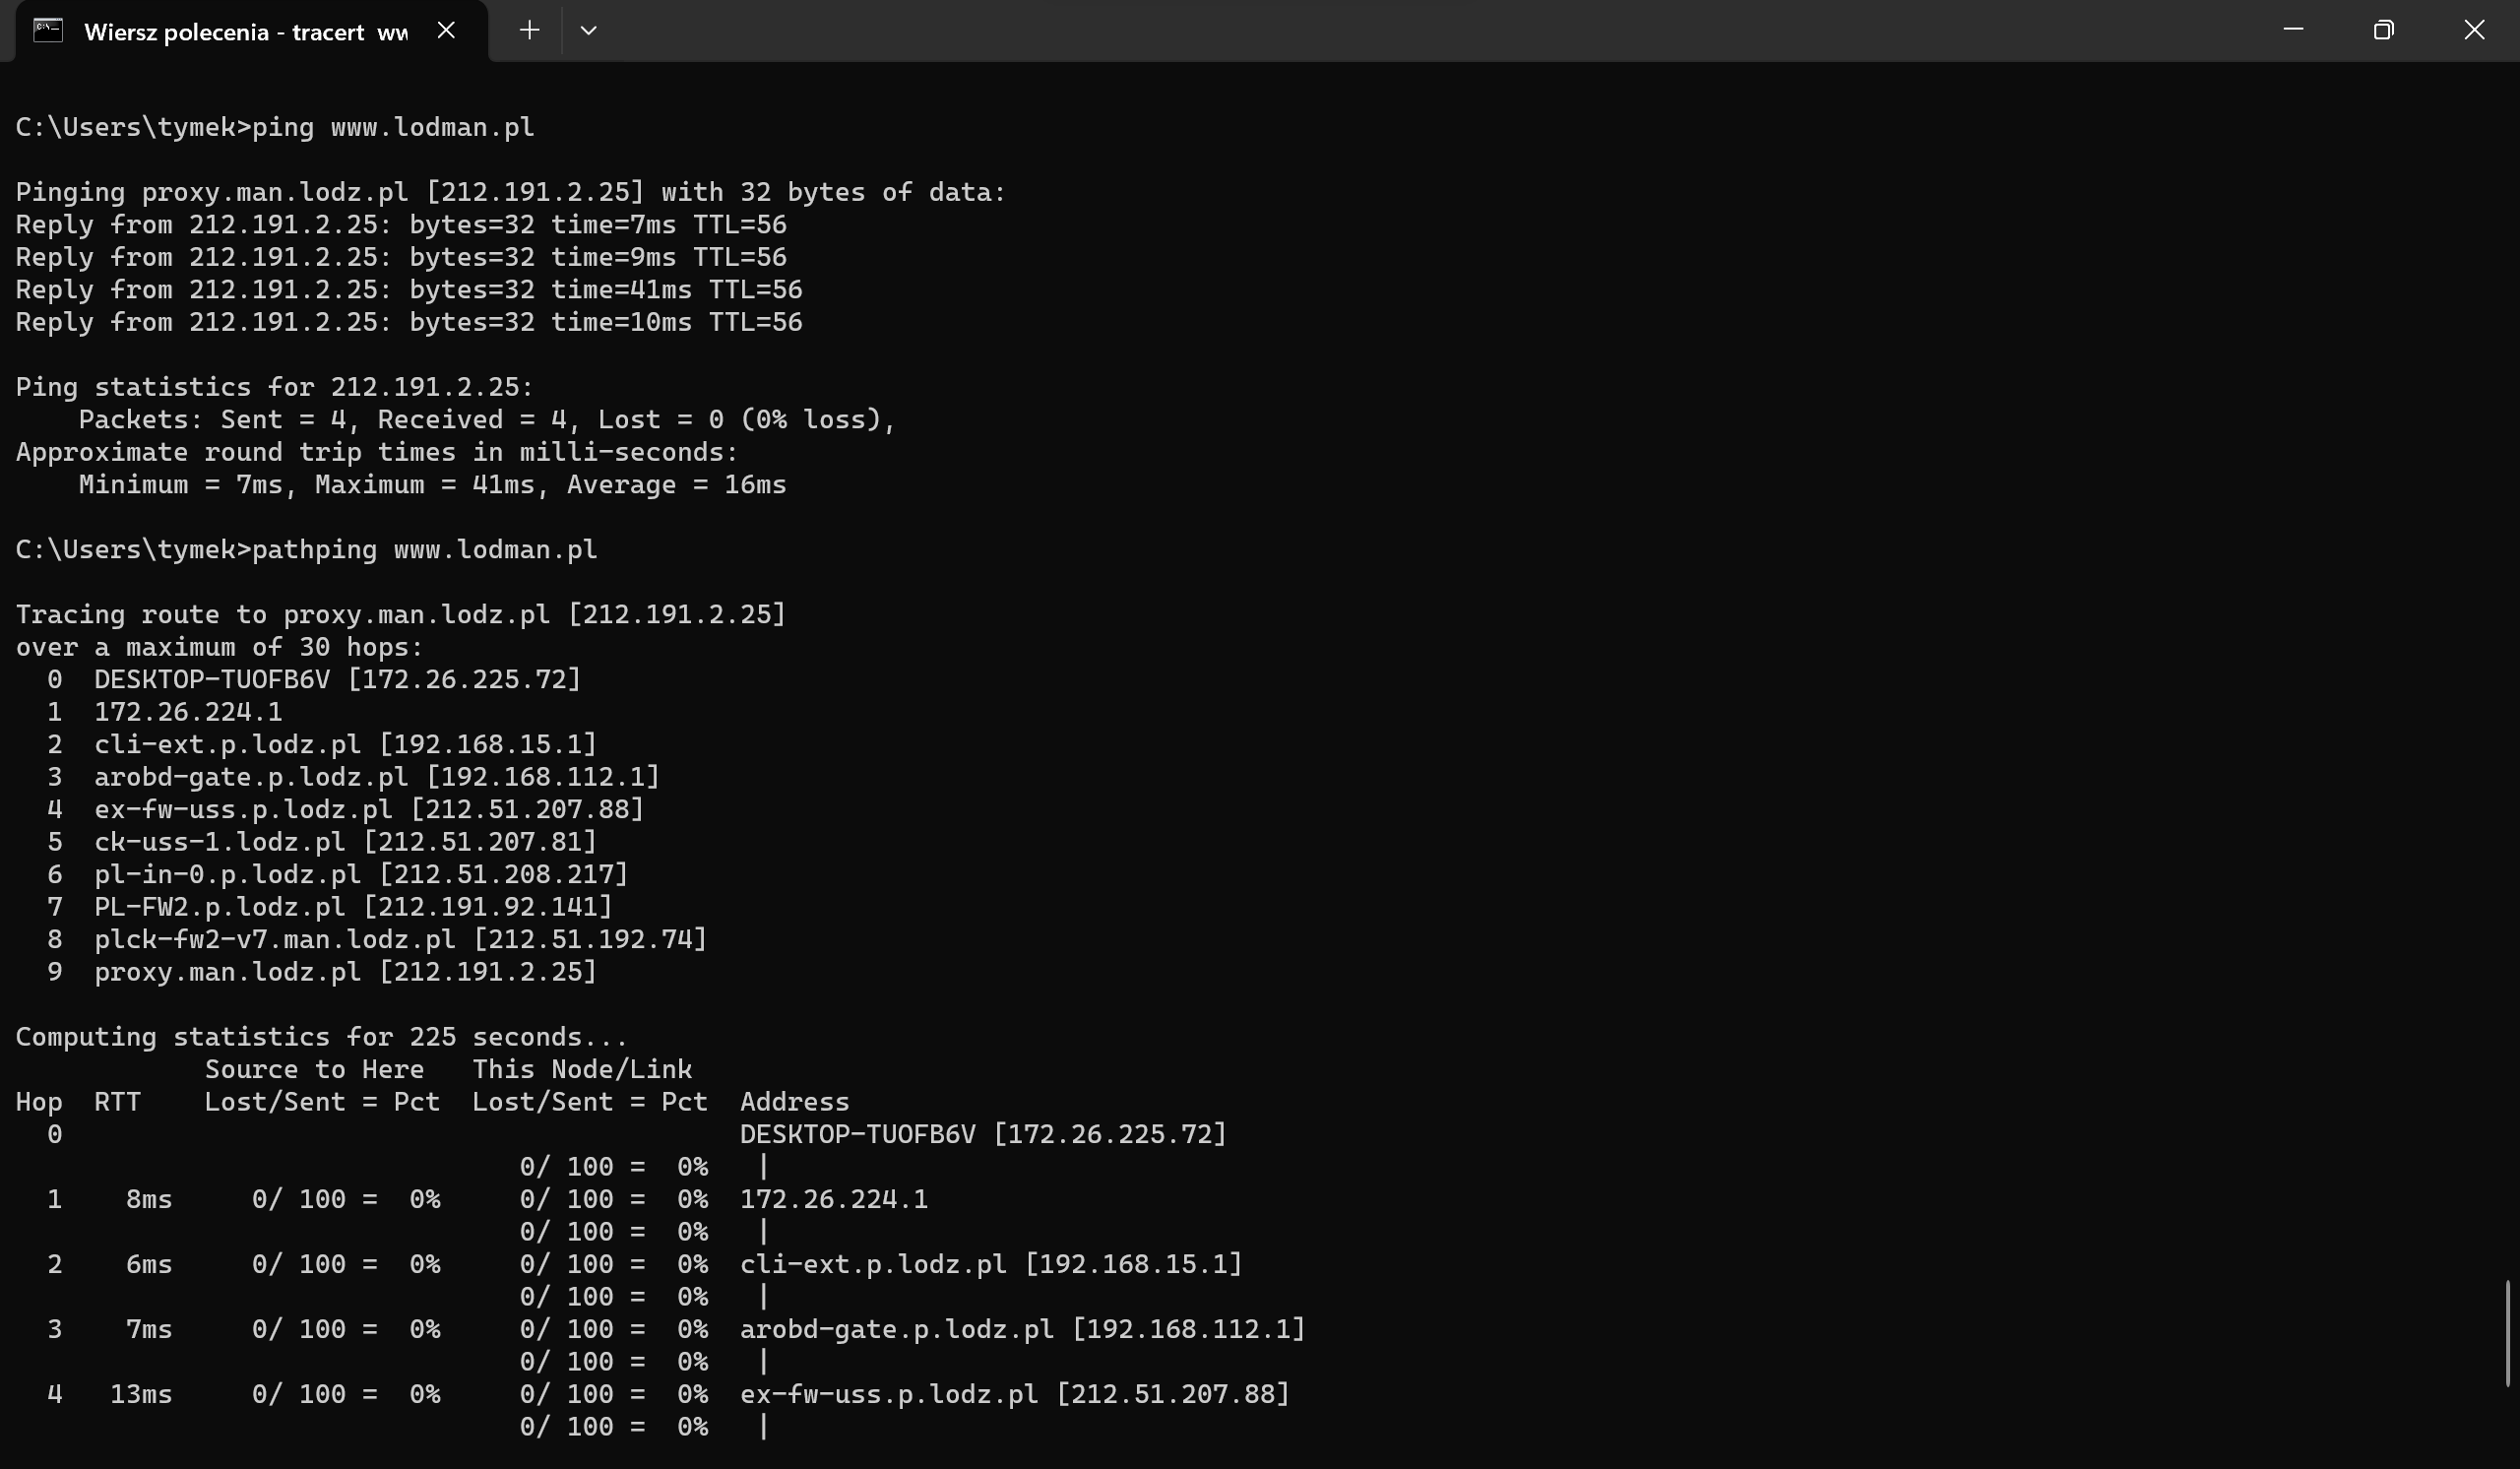 Wiersz polecenia - tracert ww
C:\Users\tymek>ping www.lodman.pl
Pinging proxy.man.lodz.pl [212.191.2.25] with 32 bytes of data:
Reply from 212.191.2.25: bytes=32 time=7ms TTL=56
Reply from 212.191.2.25: bytes=32 time=9ms TTL=56
Reply from 212.191.2.25: bytes=32 time=41ms TTL=56
Reply from 212.191.2.25: bytes=32 time=10ms TTL=56
Ping statistics for 212.191.2.25:
    Packets: Sent = 4, Received = 4, Lost = 0 (0% loss),
Approximate round trip times in milli-seconds:
    Minimum = 7ms, Maximum = 41ms, Average = 16ms
C:\Users\tymek>pathping www.lodman.pl
Tracing route to proxy.man.lodz.pl [212.191.2.25]
over a maximum of 30 hops:
  0  DESKTOP-TUOFB6V [172.26.225.72]
  1  172.26.224.1
  2  cli-ext.p.lodz.pl [192.168.15.1]
  3  arobd-gate.p.lodz.pl [192.168.112.1]
  4  ex-fw-uss.p.lodz.pl [212.51.207.88]
  5  ck-uss-1.lodz.pl [212.51.207.81]
  6  pl-in-0.p.lodz.pl [212.51.208.217]
  7  PL-FW2.p.lodz.pl [212.191.92.141]
  8  plck-fw2-v7.man.lodz.pl [212.51.192.74]
  9  proxy.man.lodz.pl [212.191.2.25]
Computing statistics for 225 seconds...
            Source to Here   This Node/Link
Hop  RTT    Lost/Sent = Pct  Lost/Sent = Pct  Address
  0                                           DESKTOP-TUOFB6V [172.26.225.72]
                                0/ 100 =  0%   |
  1    8ms     0/ 100 =  0%     0/ 100 =  0%  172.26.224.1
                                0/ 100 =  0%   |
  2    6ms     0/ 100 =  0%     0/ 100 =  0%  cli-ext.p.lodz.pl [192.168.15.1]
                                0/ 100 =  0%   |
  3    7ms     0/ 100 =  0%     0/ 100 =  0%  arobd-gate.p.lodz.pl [192.168.112.1]
                                0/ 100 =  0%   |
  4   13ms     0/ 100 =  0%     0/ 100 =  0%  ex-fw-uss.p.lodz.pl [212.51.207.88]
                                0/ 100 =  0%   |